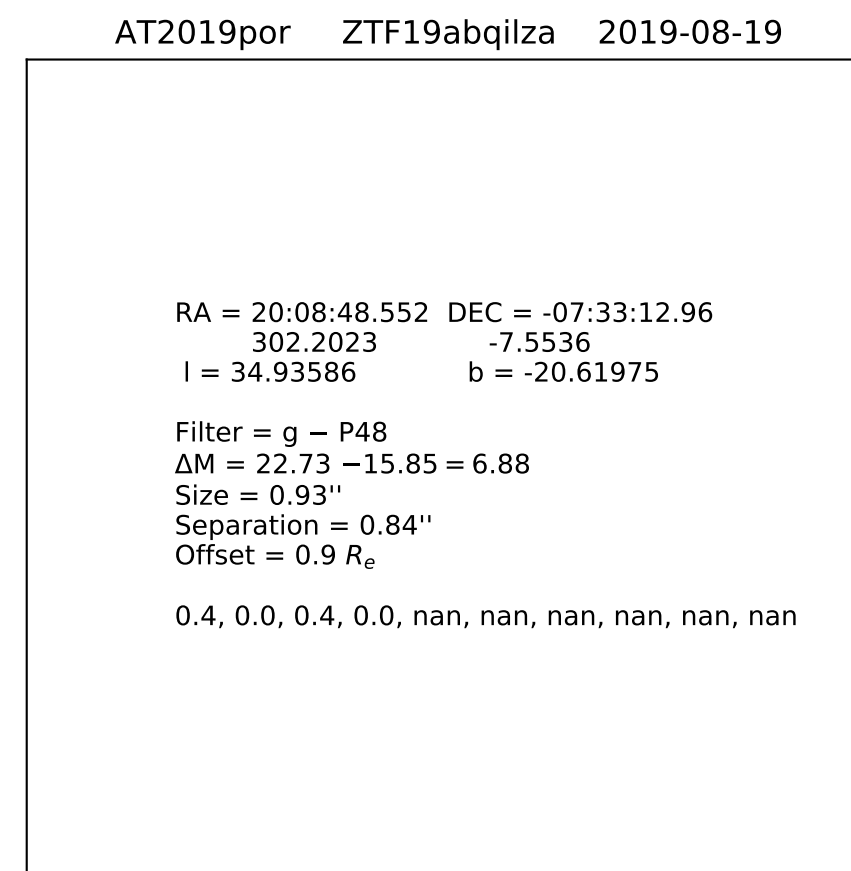 AT2019por ZTF19abqilza 2019-08-19
RA = 20:08:48.552 DEC = -07:33:12.96
302.2023 -7.5536
l = 34.93586 b = -20.61975
Filter = g − P48
ΔM = 22.73 −15.85 = 6.88
Size = 0.93''
Separation = 0.84''
Offset = 0.9 Rₑ
0.4, 0.0, 0.4, 0.0, nan, nan, nan, nan, nan, nan